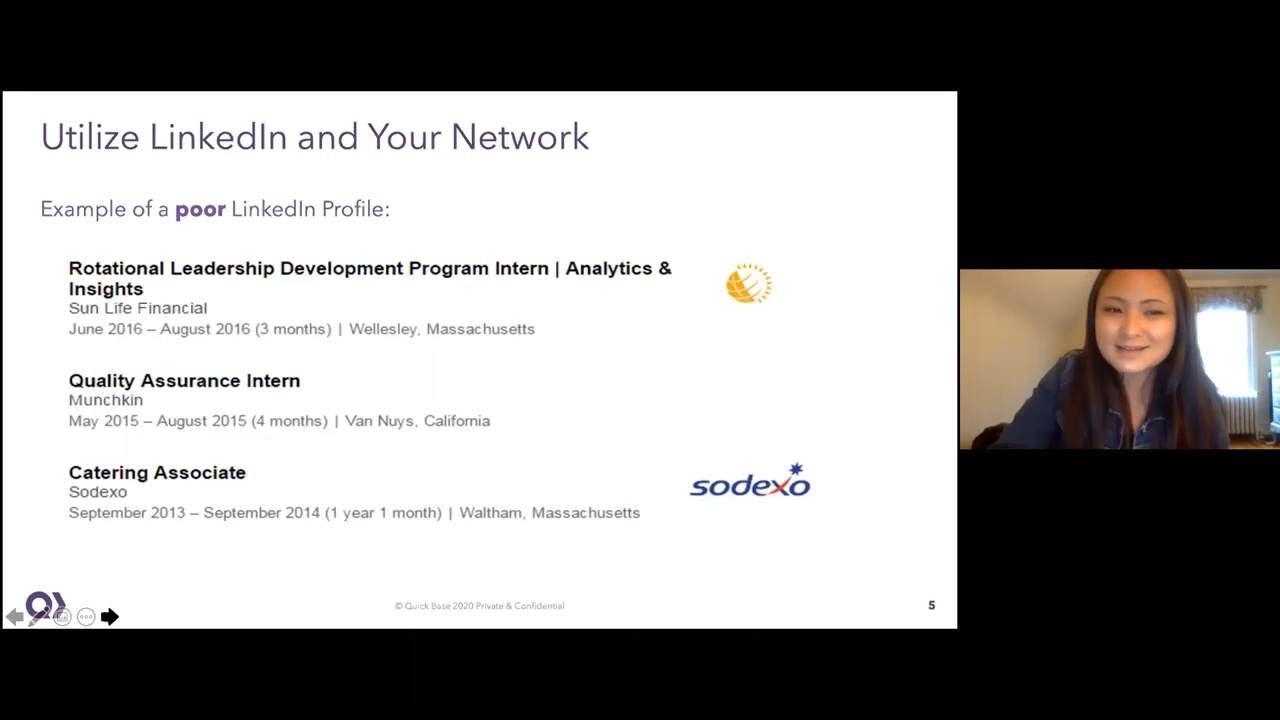 Utilize LinkedIn and Your Network
Example of a poor LinkedIn Profile:
Rotational Leadership Development Program Intern | Analytics &
Insights
Sun Life Financial
June 2016 – August 2016 (3 months) | Wellesley, Massachusetts
Quality Assurance Intern
Munchkin
May 2015 – August 2015 (4 months) | Van Nuys, California
Catering Associate
Sodexo
September 2013 – September 2014 (1 year 1 month) | Waltham, Massachusetts
sodexo
© Quick Base 2020 Private & Confidential
5